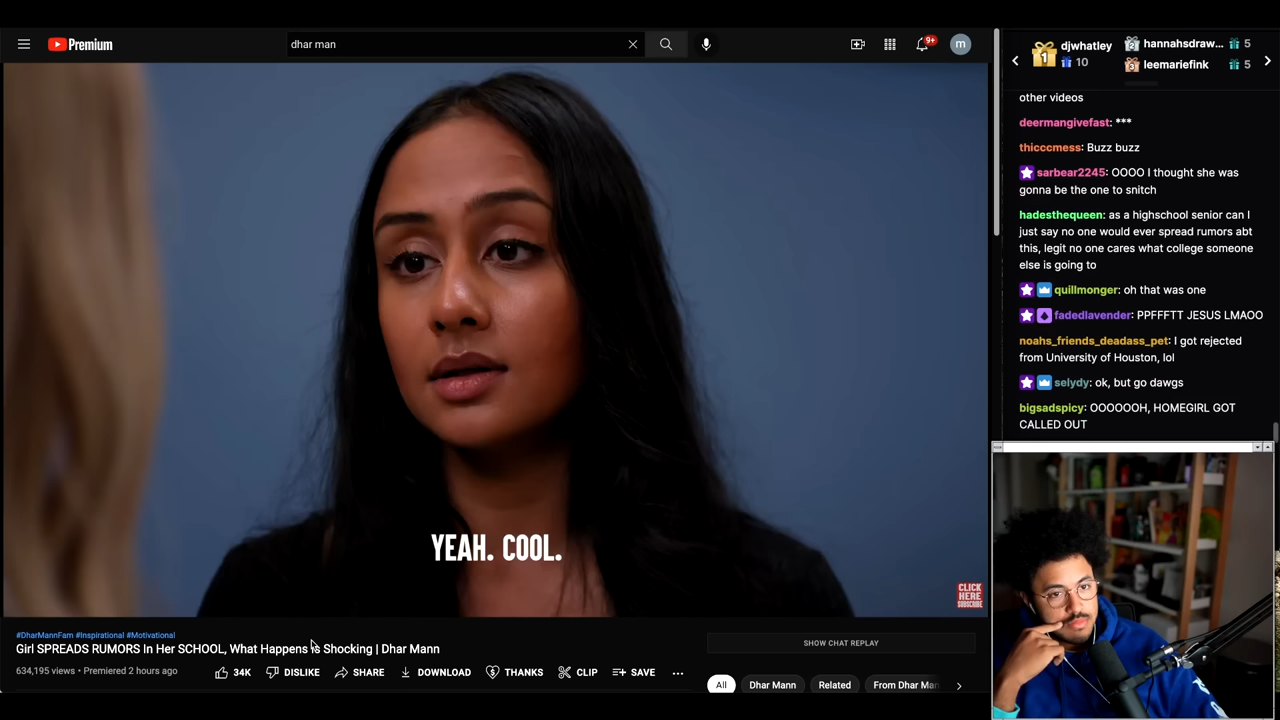 Premium
dhar man
9+
m
YEAH. COOL.
CLICK
HERE
SUBSCRIBE
#DharMannFam #Inspirational #Motivational
Girl SPREADS RUMORS In Her SCHOOL, What Happens Is Shocking | Dhar Mann
634,195 views • Premiered 2 hours ago
34K
DISLIKE
SHARE
DOWNLOAD
THANKS
CLIP
SAVE
SHOW CHAT REPLAY
All
Dhar Mann
Related
From Dhar Man
1
djwhatley
10
2 hannahsdraw... 5
3 leemariefink 5
other videos
deermangivefast: ***
thicccmess: Buzz buzz
sarbear2245: OOOO I thought she was
gonna be the one to snitch
hadesthequeen: as a highschool senior can I
just say no one would ever spread rumors abt
this, legit no one cares what college someone
else is going to
quillmonger: oh that was one
fadedlavender: PPFFFTT JESUS LMAOO
noahs_friends_deadass_pet: I got rejected
from University of Houston, lol
selydy: ok, but go dawgs
bigsadspicy: OOOOOOH, HOMEGIRL GOT
CALLED OUT